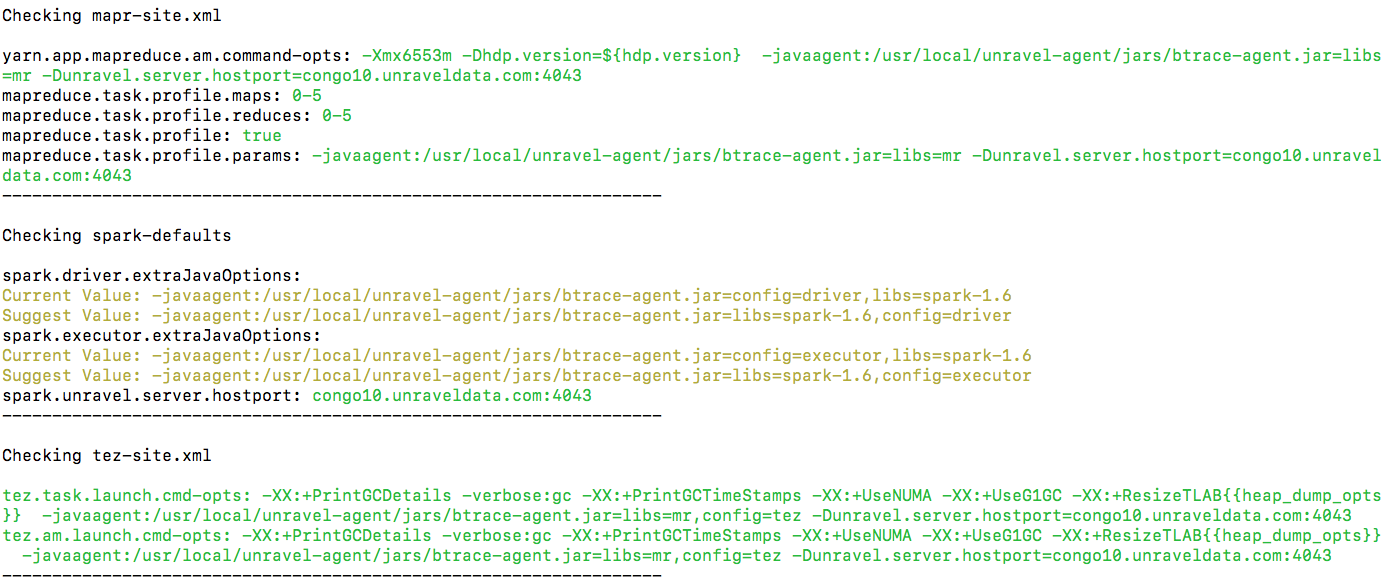 Checking mapr-site.xml
yarn.app.mapreduce.am.command-opts: -Xmx6553m -Dhdp.version=${hdp.version}  -javaagent:/usr/local/unravel-agent/jars/btrace-agent.jar=libs
=mr -Dunravel.server.hostport=congo10.unraveldata.com:4043
mapreduce.task.profile.maps: 0-5
mapreduce.task.profile.reduces: 0-5
mapreduce.task.profile: true
mapreduce.task.profile.params: -javaagent:/usr/local/unravel-agent/jars/btrace-agent.jar=libs=mr -Dunravel.server.hostport=congo10.unravel
data.com:4043
------------------------------------------------------------------
Checking spark-defaults
spark.driver.extraJavaOptions:
Current Value: -javaagent:/usr/local/unravel-agent/jars/btrace-agent.jar=config=driver,libs=spark-1.6
Suggest Value: -javaagent:/usr/local/unravel-agent/jars/btrace-agent.jar=libs=spark-1.6,config=driver
spark.executor.extraJavaOptions:
Current Value: -javaagent:/usr/local/unravel-agent/jars/btrace-agent.jar=config=executor,libs=spark-1.6
Suggest Value: -javaagent:/usr/local/unravel-agent/jars/btrace-agent.jar=libs=spark-1.6,config=executor
spark.unravel.server.hostport: congo10.unraveldata.com:4043
------------------------------------------------------------------
Checking tez-site.xml
tez.task.launch.cmd-opts: -XX:+PrintGCDetails -verbose:gc -XX:+PrintGCTimeStamps -XX:+UseNUMA -XX:+UseG1GC -XX:+ResizeTLAB{{heap_dump_opts
}}  -javaagent:/usr/local/unravel-agent/jars/btrace-agent.jar=libs=mr,config=tez -Dunravel.server.hostport=congo10.unraveldata.com:4043
tez.am.launch.cmd-opts: -XX:+PrintGCDetails -verbose:gc -XX:+PrintGCTimeStamps -XX:+UseNUMA -XX:+UseG1GC -XX:+ResizeTLAB{{heap_dump_opts}}
  -javaagent:/usr/local/unravel-agent/jars/btrace-agent.jar=libs=mr,config=tez -Dunravel.server.hostport=congo10.unraveldata.com:4043
------------------------------------------------------------------